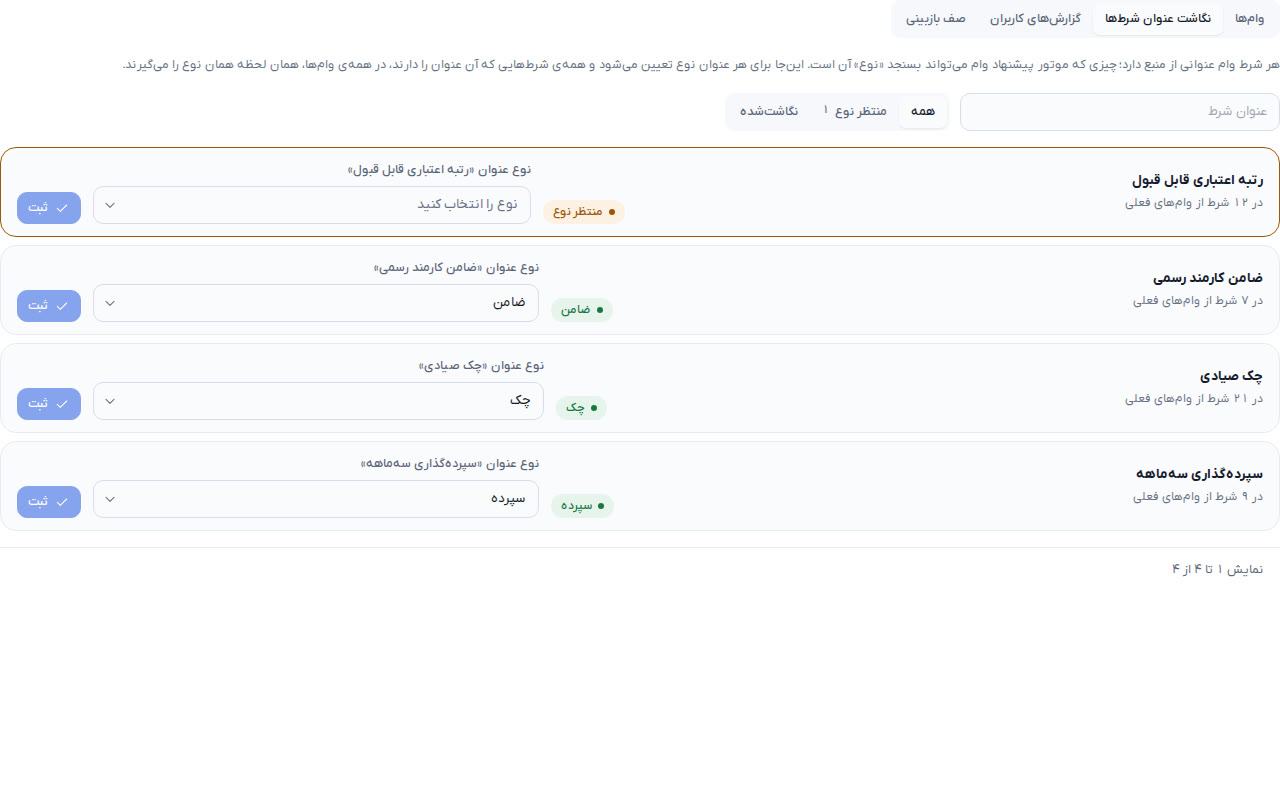 وام‌ها
نگاشت عنوان شرط‌ها
گزارش‌های کاربران
صف بازبینی
هر شرط وام عنوانی از منبع دارد؛ چیزی که موتور پیشنهاد وام می‌تواند بسنجد «نوع» آن است. این‌جا برای هر عنوان نوع تعیین می‌شود و همه‌ی شرط‌هایی که آن عنوان را دارند، در همه‌ی وام‌ها، همان لحظه همان نوع را می‌گیرند.
عنوان شرط
همه
منتظر نوع ۱
نگاشت‌شده
رتبه اعتباری قابل قبول
در ۱۲ شرط از وام‌های فعلی
منتظر نوع
نوع عنوان «رتبه اعتباری قابل قبول»
نوع را انتخاب کنید
ثبت
ضامن کارمند رسمی
در ۷ شرط از وام‌های فعلی
ضامن
نوع عنوان «ضامن کارمند رسمی»
ضامن
ثبت
چک صیادی
در ۲۱ شرط از وام‌های فعلی
چک
نوع عنوان «چک صیادی»
چک
ثبت
سپرده‌گذاری سه‌ماهه
در ۹ شرط از وام‌های فعلی
سپرده
نوع عنوان «سپرده‌گذاری سه‌ماهه»
سپرده
ثبت
نمایش ۱ تا ۴ از ۴